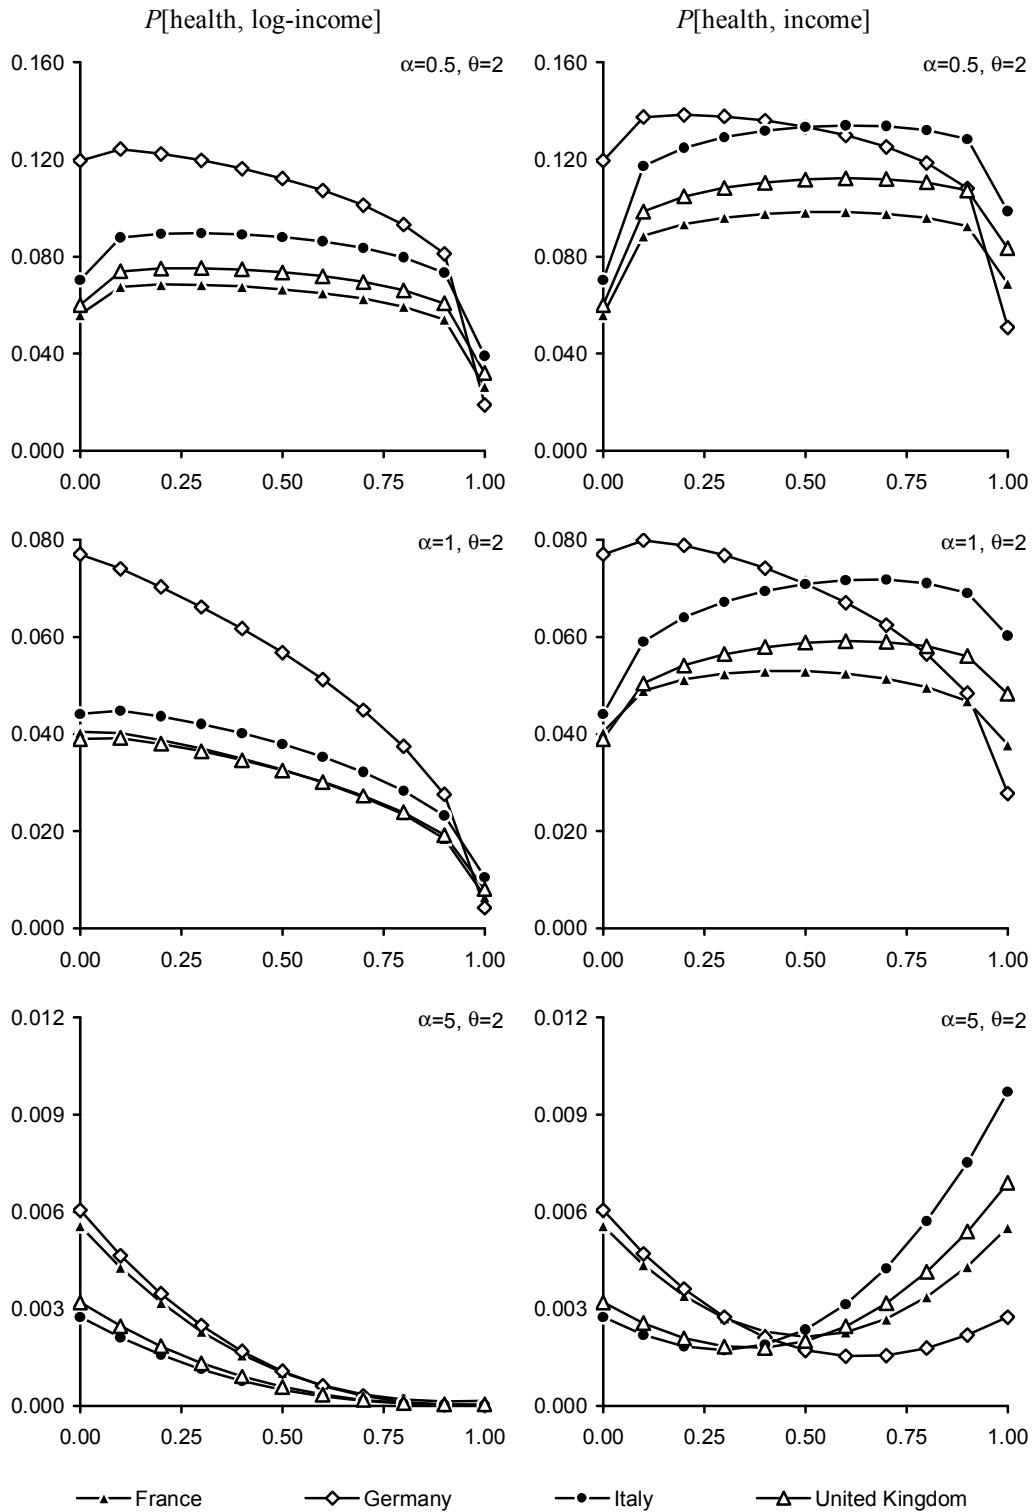 P[health, log-income]
P[health, income]
α=0.5, θ=2
0.160
0.120
0.080
0.040
0.000
0.00 0.25 0.50 0.75 1.00
α=0.5, θ=2
0.160
0.120
0.080
0.040
0.000
0.00 0.25 0.50 0.75 1.00
α=1, θ=2
0.080
0.060
0.040
0.020
0.000
0.00 0.25 0.50 0.75 1.00
α=1, θ=2
0.080
0.060
0.040
0.020
0.000
0.00 0.25 0.50 0.75 1.00
α=5, θ=2
0.012
0.009
0.006
0.003
0.000
0.00 0.25 0.50 0.75 1.00
α=5, θ=2
0.012
0.009
0.006
0.003
0.000
0.00 0.25 0.50 0.75 1.00
France Germany Italy United Kingdom